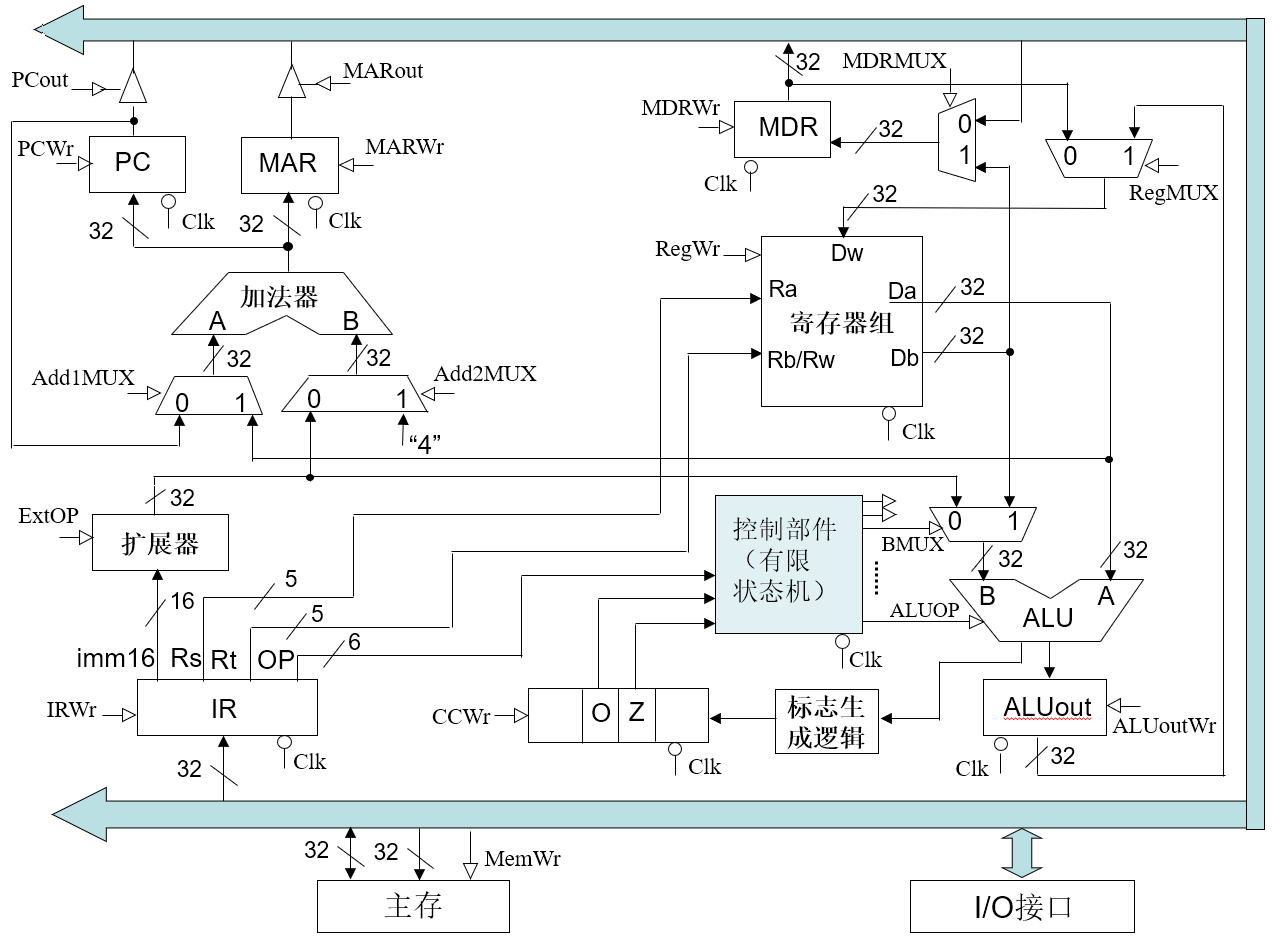 PCout
MARout
32
MDRMUX
MDRWr
MDR
32
0
1
0
1
RegMUX
PCWr
PC
MAR
MARWr
Clk
Clk
Clk
32
32
32
RegWr
Dw
Ra
Da
32
寄存器组
Rb/Rw
Db
32
Clk
加法器
A
B
32
32
Add1MUX
0
1
0
1
Add2MUX
“4”
32
ExtOP
扩展器
16
5
5
6
imm16
Rs
Rt
OP
控制部件
（有限
状态机）
0
1
BMUX
32
32
B
A
ALU
ALUOP
Clk
IRWr
IR
Clk
32
CCWr
O
Z
Clk
标志生
成逻辑
ALUout
ALUoutWr
Clk
32
32
32
MemWr
主存
I/O接口